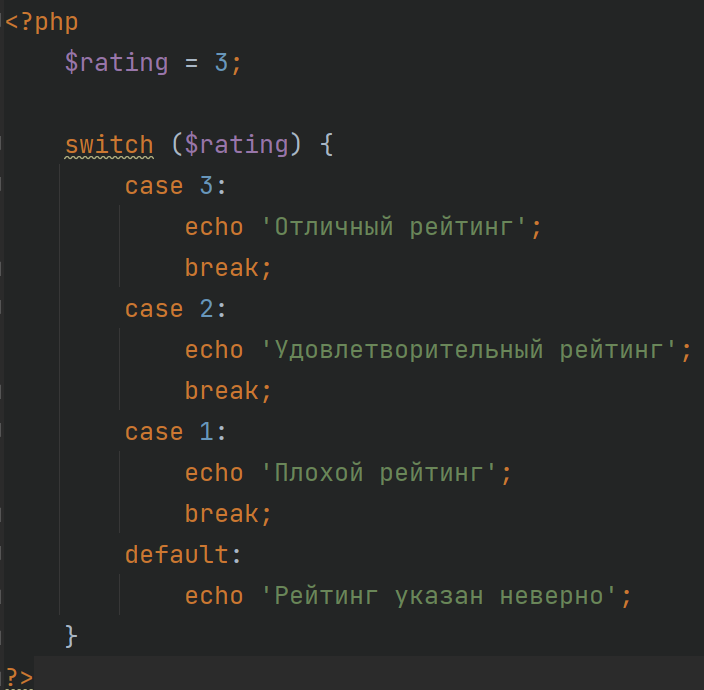 <?php
    $rating = 3;

    switch ($rating) {
        case 3:
            echo 'Отличный рейтинг';
            break;
        case 2:
            echo 'Удовлетворительный рейтинг';
            break;
        case 1:
            echo 'Плохой рейтинг';
            break;
        default:
            echo 'Рейтинг указан неверно';
    }
?>